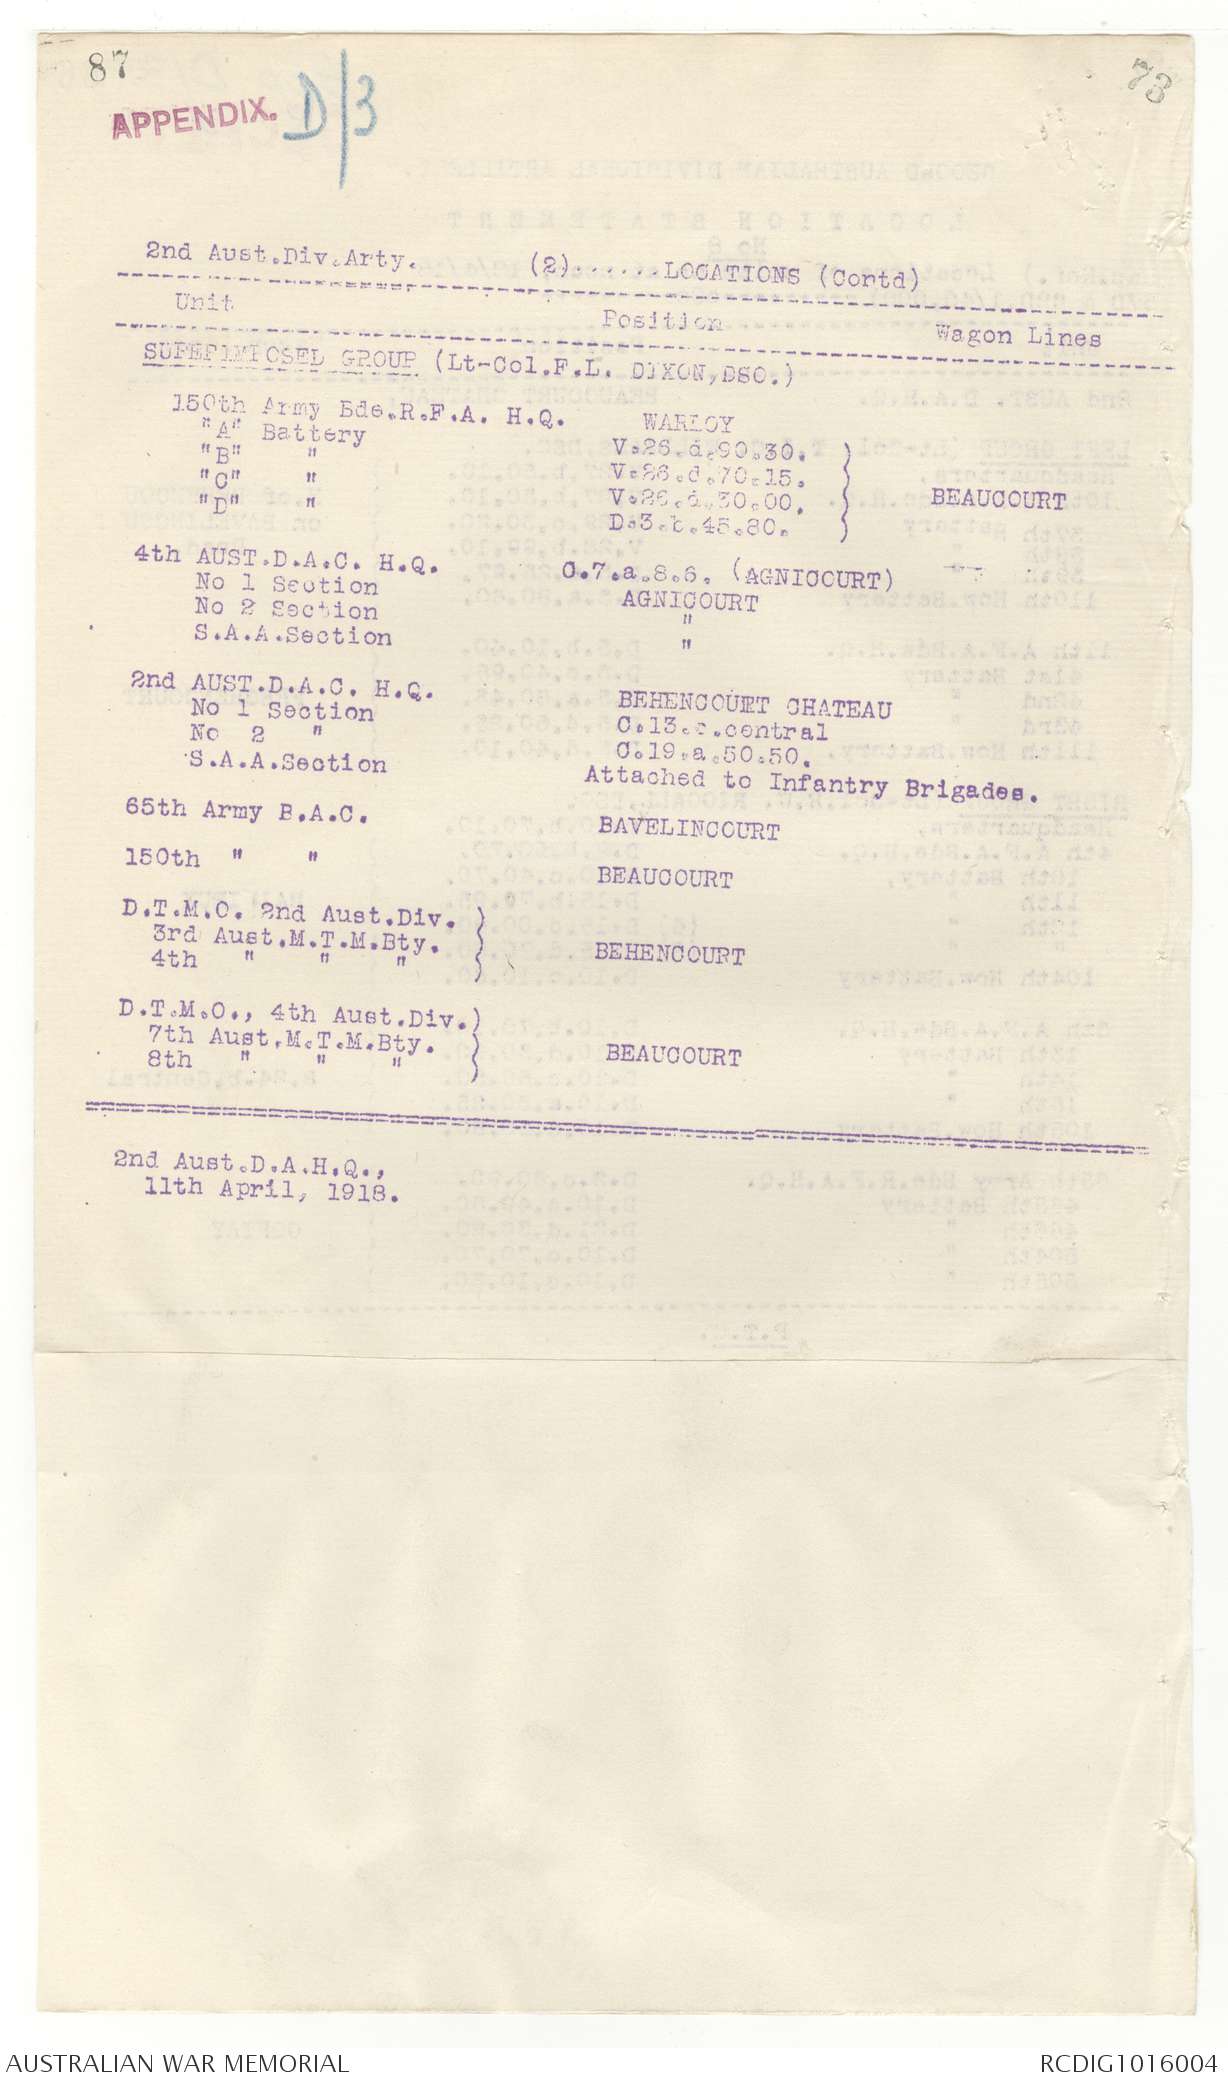 87
73
APPENDIX. D/3
2nd Aust.Div.Arty. (2)......LOCATIONS (Contd)
Unit Position Wagon Lines
SUPERIMPOSED GROUP (Lt-Col.F.L. DIXON,DSO.)
150th Army Bde.R.F.A. H.Q. WARLOY
"A" Battery V.26.d.90.30. )
"B" " V.26.d.70.15. )
"C" " V.26.d.30.00. ) BEAUCOURT
"D" " D.3.b.45.80. )
4th AUST.D.A.C. H.Q. C.7.a.8.6. (AGNICOURT)
No 1 Section AGNICOURT
No 2 Section "
S.A.A.Section "
2nd AUST.D.A.C. H.Q. BEHENCOURT CHATEAU
No 1 Section C.13.c.central
No 2 " C.19.a.50.50.
S.A.A.Section Attached to Infantry Brigades.
65th Army B.A.C. BAVELINCOURT
150th " " BEAUCOURT
D.T.M.O. 2nd Aust.Div. )
3rd Aust.M.T.M.Bty. ) BEHENCOURT
4th " " " )
D.T.M.O., 4th Aust.Div.)
7th Aust.M.T.M.Bty. ) BEAUCOURT
8th " " " )
2nd Aust.D.A.H.Q.,
11th April, 1918.
AUSTRALIAN WAR MEMORIAL RCDIG1016004